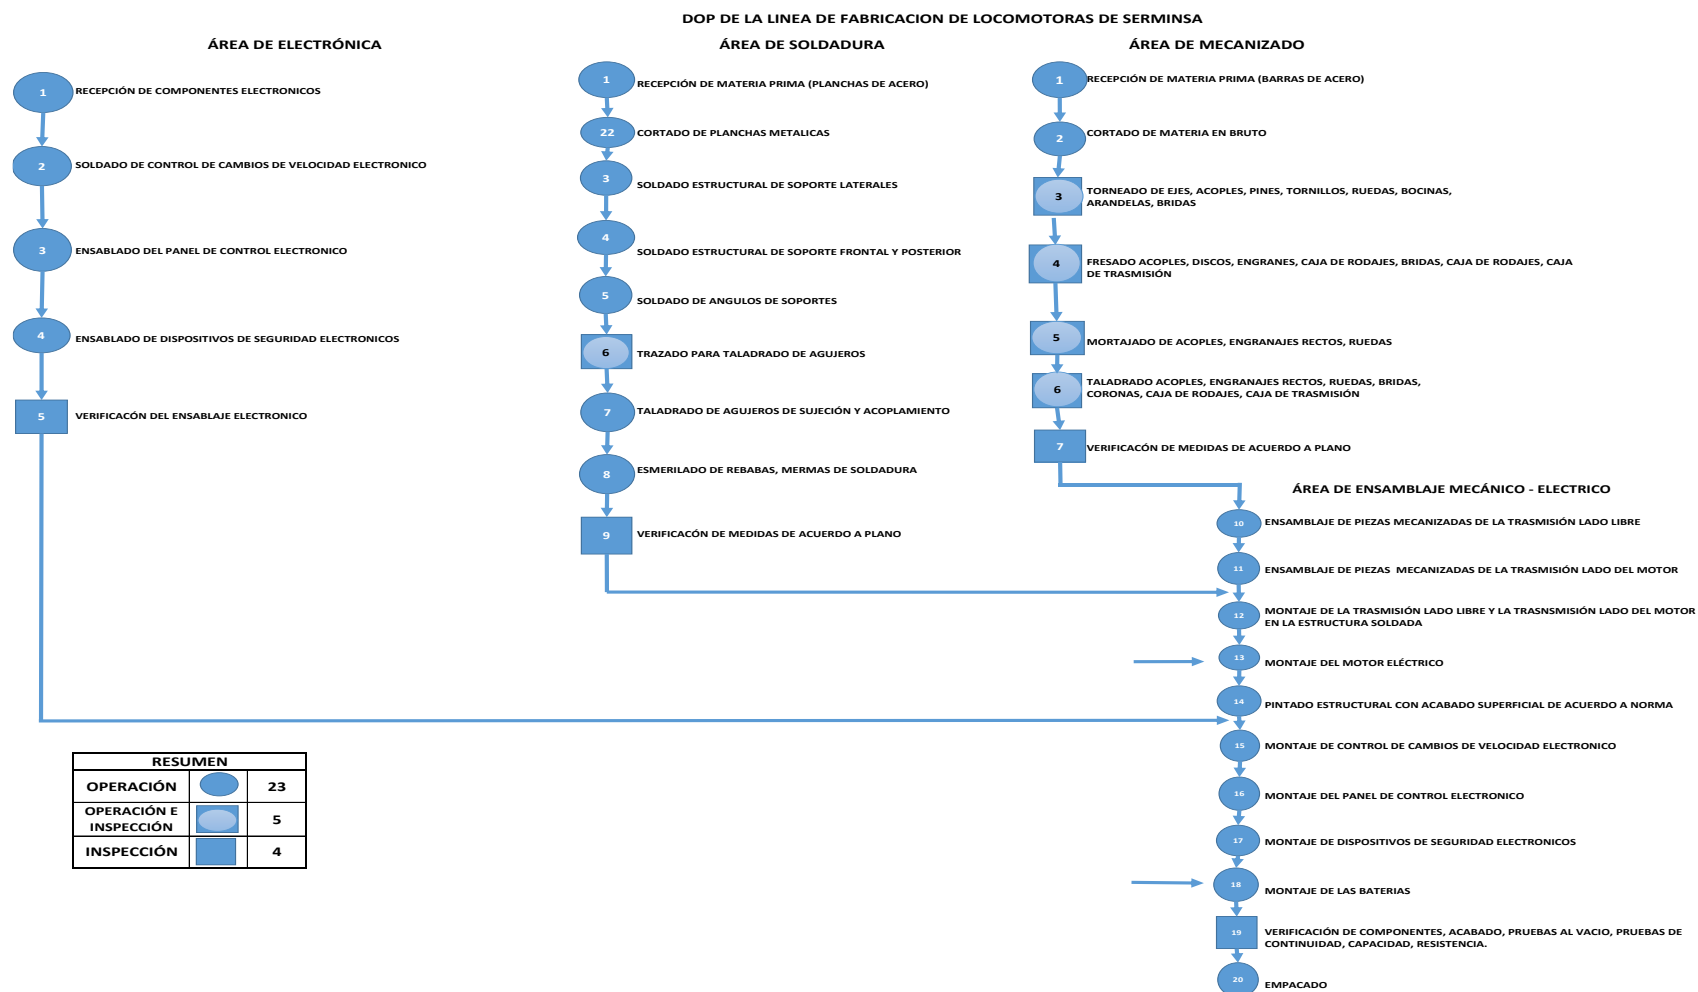 DOP DE LA LINEA DE FABRICACION DE LOCOMOTORAS DE SERMINSA
ÁREA DE ELECTRÓNICA
1 RECEPCIÓN DE COMPONENTES ELECTRONICOS
2 SOLDADO DE CONTROL DE CAMBIOS DE VELOCIDAD ELECTRONICO
3 ENSABLADO DEL PANEL DE CONTROL ELECTRONICO
4 ENSABLADO DE DISPOSITIVOS DE SEGURIDAD ELECTRONICOS
5 VERIFICACÓN DEL ENSABLAJE ELECTRONICO
ÁREA DE SOLDADURA
1 RECEPCIÓN DE MATERIA PRIMA (PLANCHAS DE ACERO)
22 CORTADO DE PLANCHAS METALICAS
3 SOLDADO ESTRUCTURAL DE SOPORTE LATERALES
4 SOLDADO ESTRUCTURAL DE SOPORTE FRONTAL Y POSTERIOR
5 SOLDADO DE ANGULOS DE SOPORTES
6 TRAZADO PARA TALADRADO DE AGUJEROS
7 TALADRADO DE AGUJEROS DE SUJECIÓN Y ACOPLAMIENTO
8 ESMERILADO DE REBABAS, MERMAS DE SOLDADURA
9 VERIFICACÓN DE MEDIDAS DE ACUERDO A PLANO
ÁREA DE MECANIZADO
1 RECEPCIÓN DE MATERIA PRIMA (BARRAS DE ACERO)
2 CORTADO DE MATERIA EN BRUTO
3 TORNEADO DE EJES, ACOPLES, PINES, TORNILLOS, RUEDAS, BOCINAS,
ARANDELAS, BRIDAS
4 FRESADO ACOPLES, DISCOS, ENGRANES, CAJA DE RODAJES, BRIDAS, CAJA DE RODAJES, CAJA
DE TRASMISIÓN
5 MORTAJADO DE ACOPLES, ENGRANAJES RECTOS, RUEDAS
6 TALADRADO ACOPLES, ENGRANAJES RECTOS, RUEDAS, BRIDAS,
CORONAS, CAJA DE RODAJES, CAJA DE TRASMISIÓN
7 VERIFICACÓN DE MEDIDAS DE ACUERDO A PLANO
ÁREA DE ENSAMBLAJE MECÁNICO - ELECTRICO
10 ENSAMBLAJE DE PIEZAS MECANIZADAS DE LA TRASMISIÓN LADO LIBRE
11 ENSAMBLAJE DE PIEZAS MECANIZADAS DE LA TRASMISIÓN LADO DEL MOTOR
12 MONTAJE DE LA TRASMISIÓN LADO LIBRE Y LA TRASNSMISIÓN LADO DEL MOTOR
EN LA ESTRUCTURA SOLDADA
13 MONTAJE DEL MOTOR ELÉCTRICO
14 PINTADO ESTRUCTURAL CON ACABADO SUPERFICIAL DE ACUERDO A NORMA
15 MONTAJE DE CONTROL DE CAMBIOS DE VELOCIDAD ELECTRONICO
16 MONTAJE DEL PANEL DE CONTROL ELECTRONICO
17 MONTAJE DE DISPOSITIVOS DE SEGURIDAD ELECTRONICOS
18 MONTAJE DE LAS BATERIAS
19 VERIFICACIÓN DE COMPONENTES, ACABADO, PRUEBAS AL VACIO, PRUEBAS DE
CONTINUIDAD, CAPACIDAD, RESISTENCIA.
20 EMPACADO
RESUMEN
OPERACIÓN 23
OPERACIÓN E
INSPECCIÓN 5
INSPECCIÓN 4